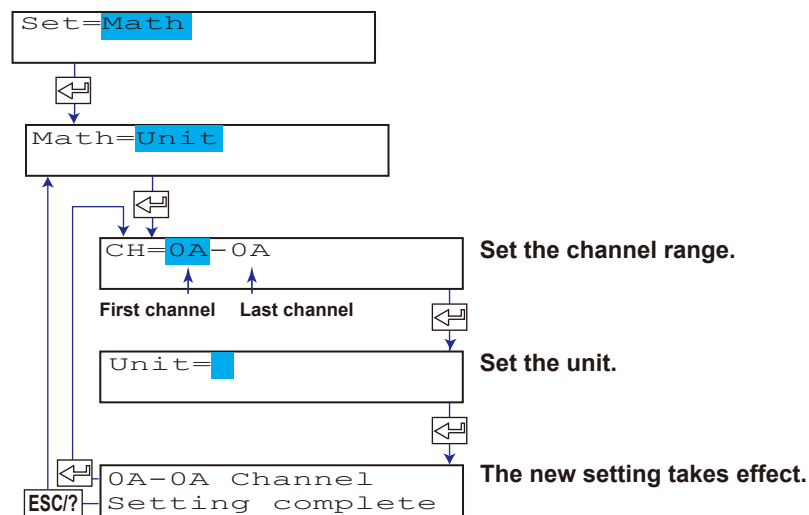 Set=Math
Math=Unit
CH=0A-0A
Set the channel range.
First channel Last channel
Unit=
Set the unit.
0A-0A Channel
Setting complete
The new setting takes effect.
ESC/?